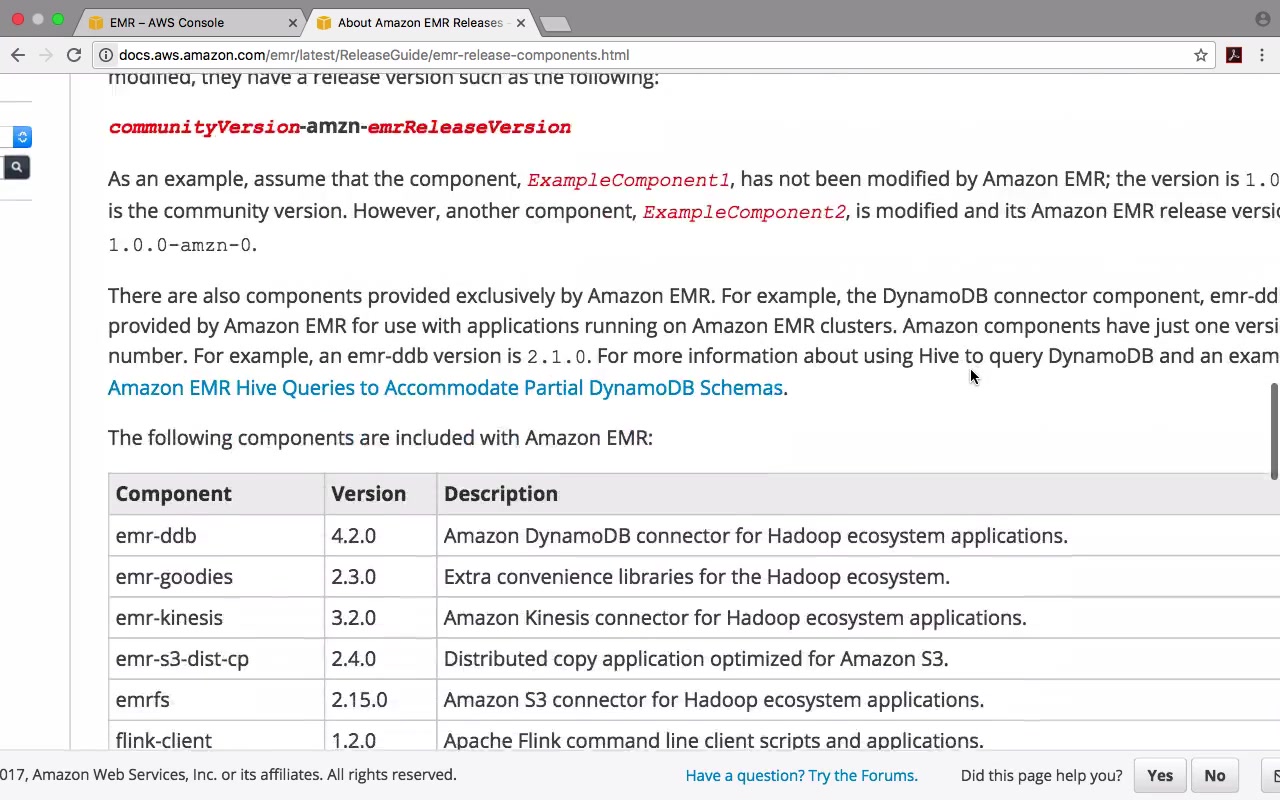 EMR – AWS Console
About Amazon EMR Releases -
docs.aws.amazon.com/emr/latest/ReleaseGuide/emr-release-components.html
modified, they have a release version such as the following:
communityVersion-amzn-emrReleaseVersion
As an example, assume that the component, ExampleComponent1, has not been modified by Amazon EMR; the version is 1.0
is the community version. However, another component, ExampleComponent2, is modified and its Amazon EMR release versi
1.0.0-amzn-0.
There are also components provided exclusively by Amazon EMR. For example, the DynamoDB connector component, emr-dd
provided by Amazon EMR for use with applications running on Amazon EMR clusters. Amazon components have just one versi
number. For example, an emr-ddb version is 2.1.0. For more information about using Hive to query DynamoDB and an exam
Amazon EMR Hive Queries to Accommodate Partial DynamoDB Schemas.
The following components are included with Amazon EMR:
Component Version Description
emr-ddb 4.2.0 Amazon DynamoDB connector for Hadoop ecosystem applications.
emr-goodies 2.3.0 Extra convenience libraries for the Hadoop ecosystem.
emr-kinesis 3.2.0 Amazon Kinesis connector for Hadoop ecosystem applications.
emr-s3-dist-cp 2.4.0 Distributed copy application optimized for Amazon S3.
emrfs 2.15.0 Amazon S3 connector for Hadoop ecosystem applications.
flink-client 1.2.0 Apache Flink command line client scripts and applications.
017, Amazon Web Services, Inc. or its affiliates. All rights reserved. Have a question? Try the Forums. Did this page help you? Yes No